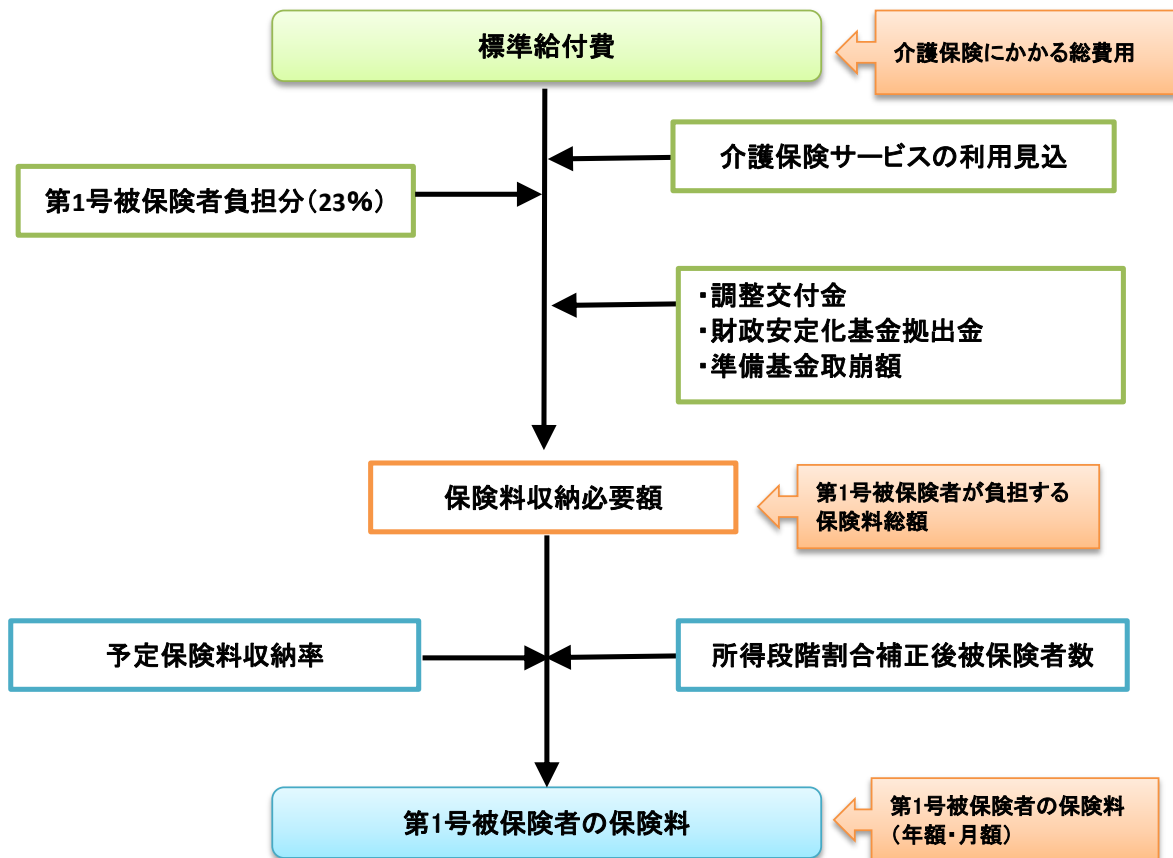 標準給付費
介護保険にかかる総費用
介護保険サービスの利用見込
第1号被保険者負担分(23%)
・調整交付金
・財政安定化基金拠出金
・準備基金取崩額
保険料収納必要額
第1号被保険者が負担する
保険料総額
予定保険料収納率
所得段階割合補正後被保険者数
第1号被保険者の保険料
第1号被保険者の保険料
(年額・月額)